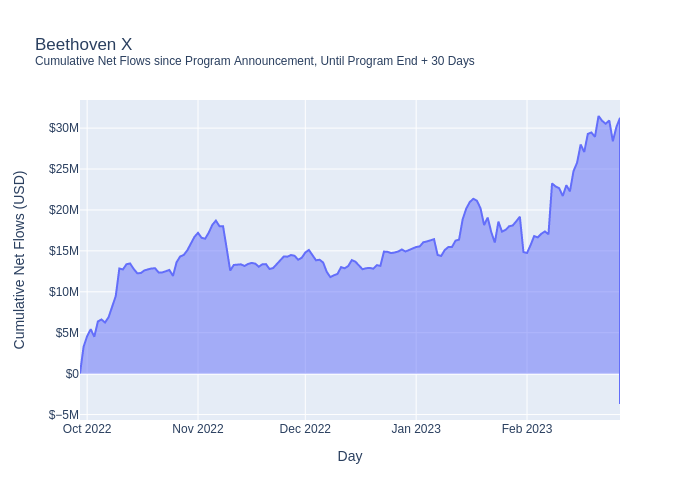 Beethoven X
Cumulative Net Flows since Program Announcement, Until Program End + 30 Days
Cumulative Net Flows (USD)
$30M
$25M
$20M
$15M
$10M
$5M
$0
$−5M
Oct 2022
Nov 2022
Dec 2022
Jan 2023
Feb 2023
Day